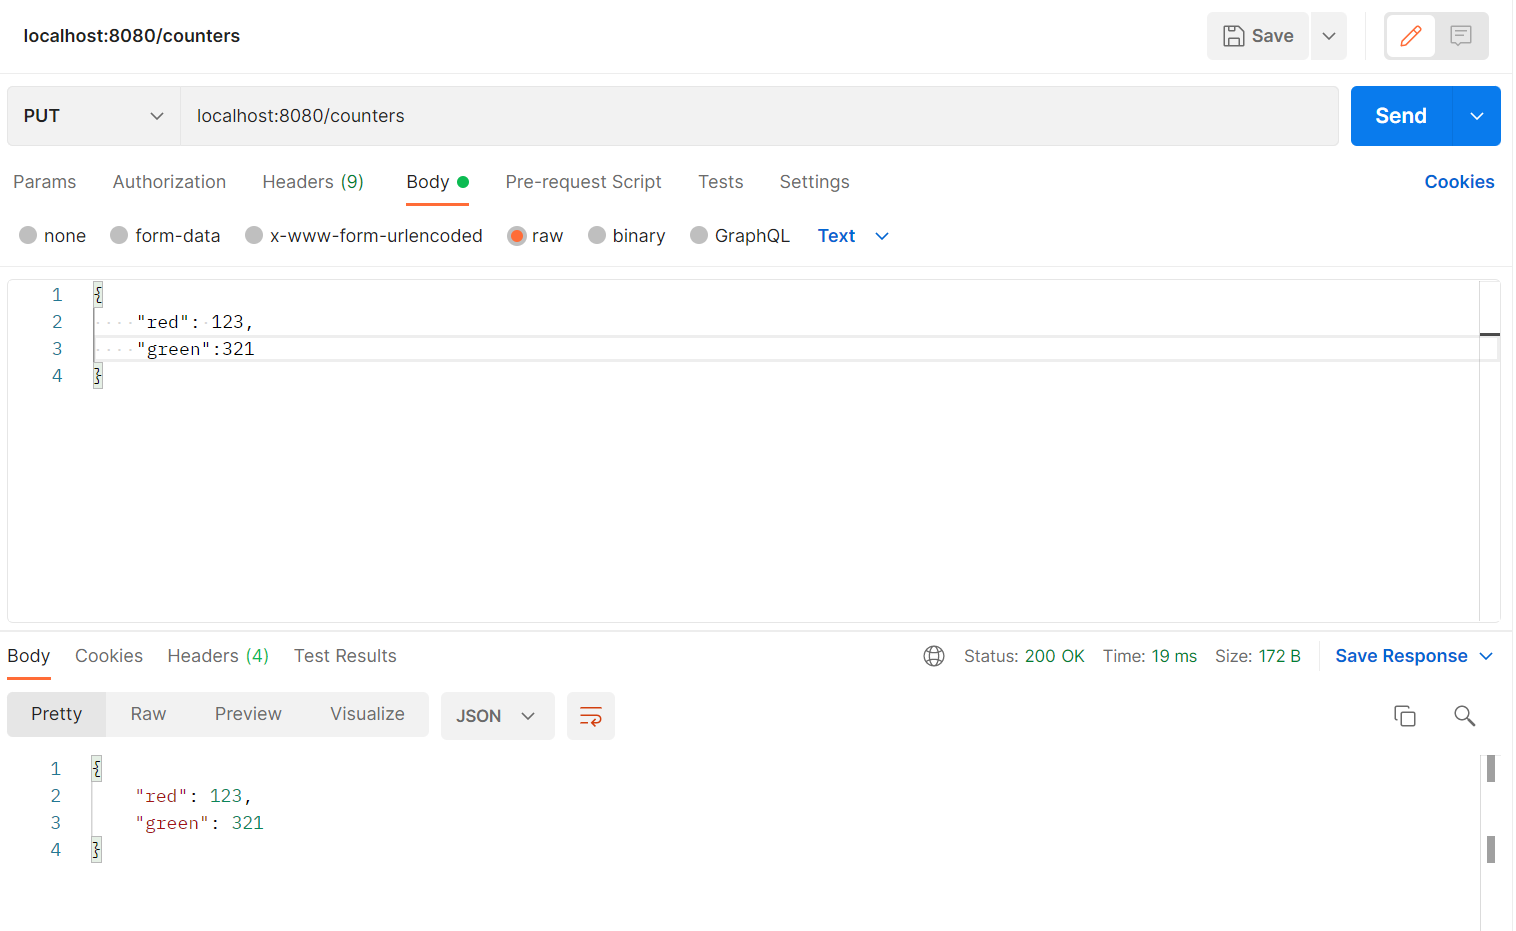 localhost:8080/counters
Save
PUT
localhost:8080/counters
Send
Params Authorization Headers (9) Body Pre-request Script Tests Settings Cookies
none form-data x-www-form-urlencoded raw binary GraphQL Text
1 {
2 "red": 123,
3 "green":321
4 }
Body Cookies Headers (4) Test Results Status: 200 OK Time: 19 ms Size: 172 B Save Response
Pretty Raw Preview Visualize JSON
1 {
2 "red": 123,
3 "green": 321
4 }